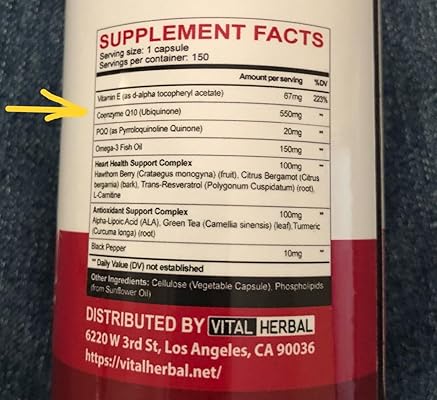 SUPPLEMENT FACTS
Serving size: 1 capsule
Servings per container: 150
Amount per serving %DV
Vitamin E (as d-alpha tocopheryl acetate) 67mg 223%
Coenzyme Q10 (Ubiquinone) 550mg **
PQQ (as Pyrroloquinoline Quinone) 20mg **
Omega-3 Fish Oil 150mg **
Heart Health Support Complex 100mg **
Hawthorn Berry (Crataegus monogyna) (fruit), Citrus Bergamot (Citrus
bergamia) (bark), Trans-Resveratrol (Polygonum Cuspidatum) (root),
L-Carnitine
Antioxidant Support Complex 100mg **
Alpha-Lipoic Acid (ALA), Green Tea (Camellia sinensis) (leaf), Turmeric
(Curcuma longa) (root)
Black Pepper 10mg **
** Daily Value (DV) not established
Other Ingredients: Cellulose (Vegetable Capsule), Phospholipids
(from Sunflower Oil)
DISTRIBUTED BY VITAL HERBAL
6220 W 3rd St, Los Angeles, CA 90036
https://vitalherbal.net/